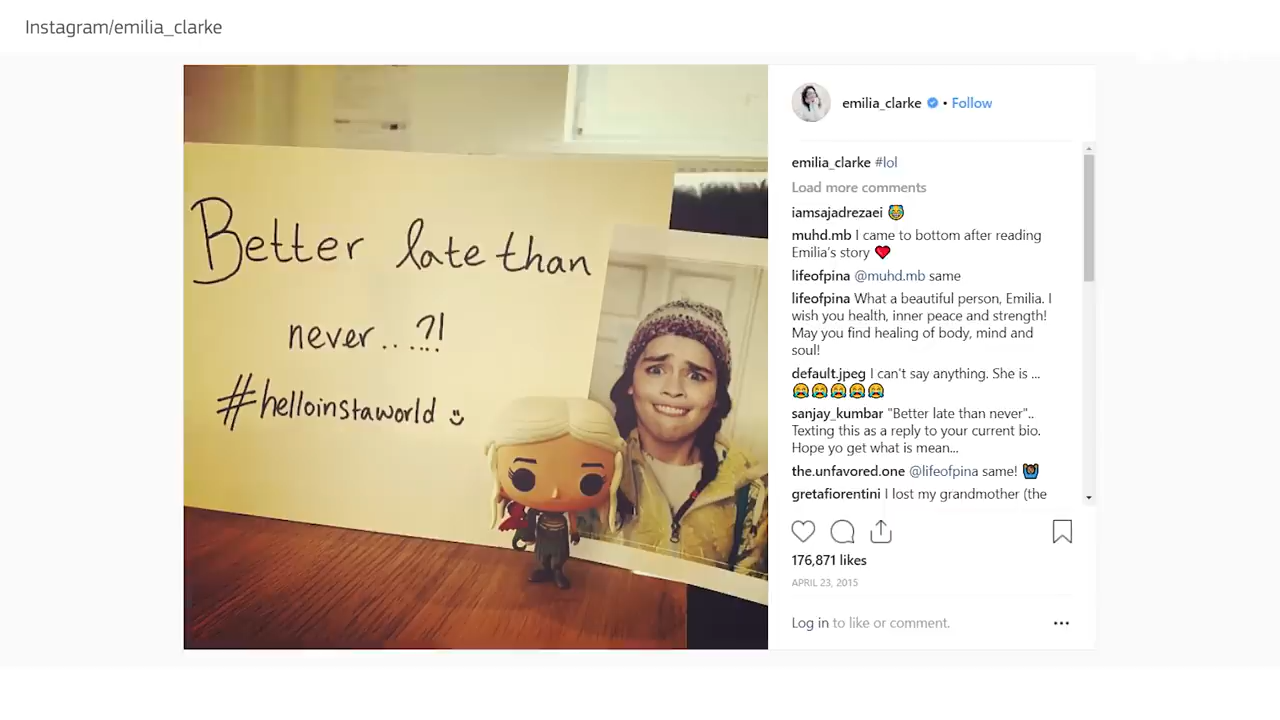 Instagram/emilia_clarke
Better late than
never.. ..?!
#helloinstaworld
emilia_clarke • Follow
emilia_clarke #lol
Load more comments
iamsajadrezaei
muhd.mb I came to bottom after reading
Emilia's story ❤️
lifeofpina @muhd.mb same
lifeofpina What a beautiful person, Emilia. I
wish you health, inner peace and strength!
May you find healing of body, mind and
soul!
default.jpeg I can't say anything. She is ...
😭😭😭😭😭
sanjay_kumbar "Better late than never"..
Texting this as a reply to your current bio.
Hope yo get what is mean...
the.unfavored.one @lifeofpina same!
gretafiorentini I lost my grandmother (the
176,871 likes
APRIL 23, 2015
Log in to like or comment.